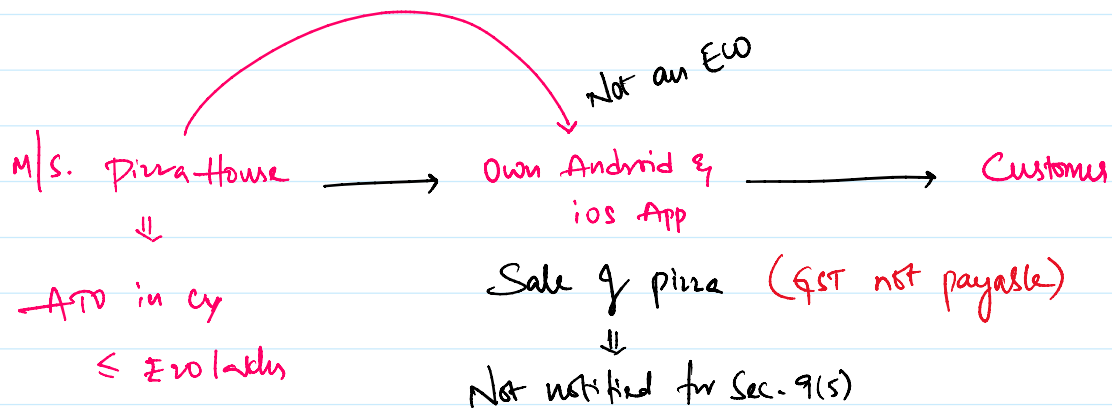 Not an ECO
M/S. Pizza-House
Own Android &
ios App
Customer
ATO in cy
≤ ₹20 lakhs
Sale of pizza (GST not payable)
Not notified for Sec. 9(5)